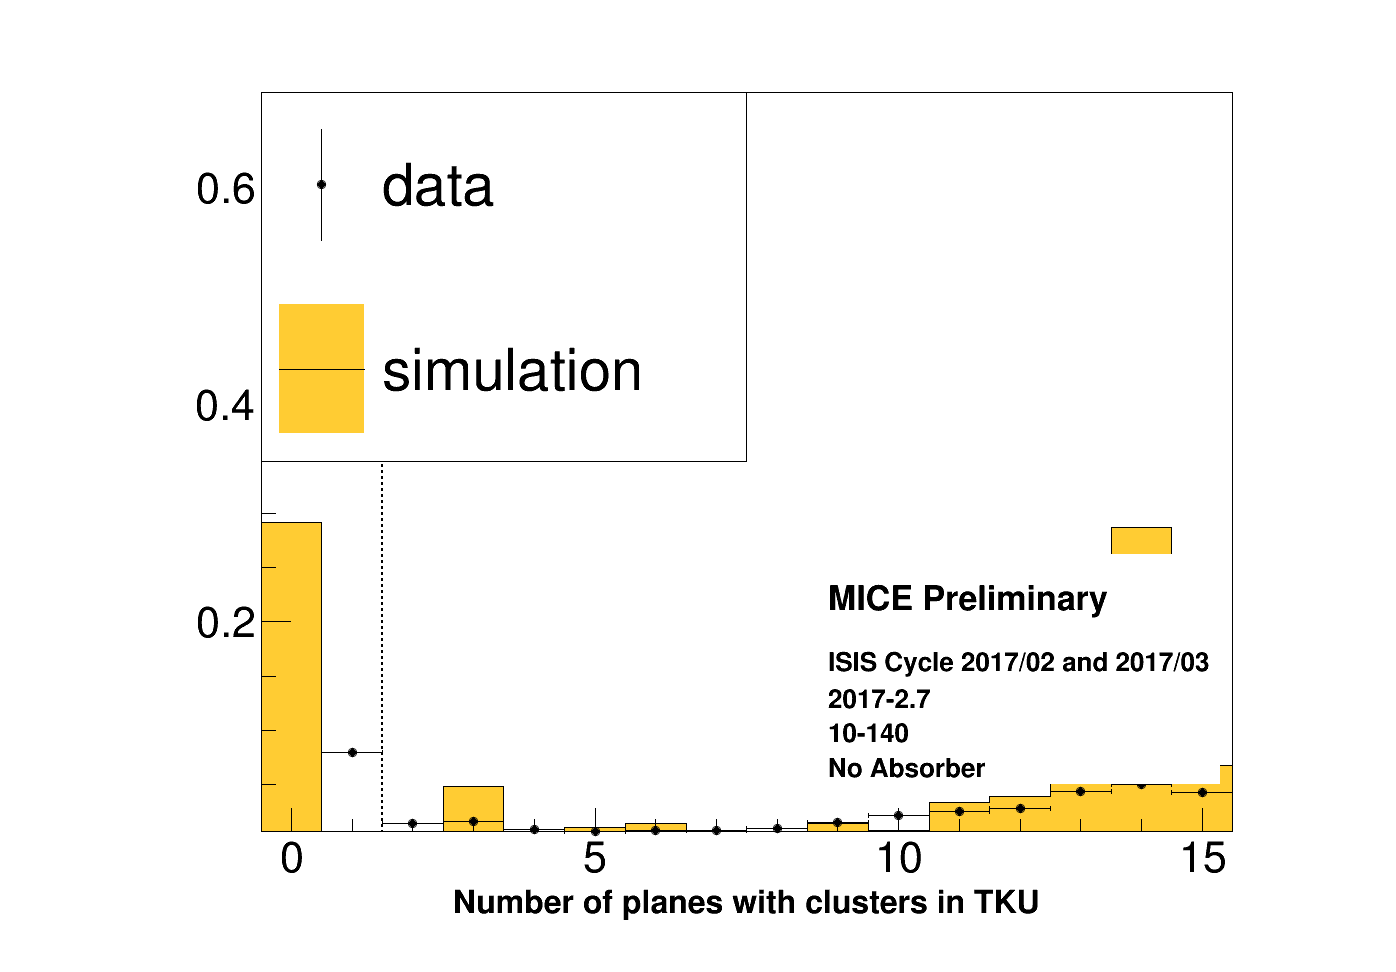 0.6
data
simulation
0.4
0.2
MICE Preliminary
ISIS Cycle 2017/02 and 2017/03
2017-2.7
10-140
No Absorber
0 5 10 15
Number of planes with clusters in TKU